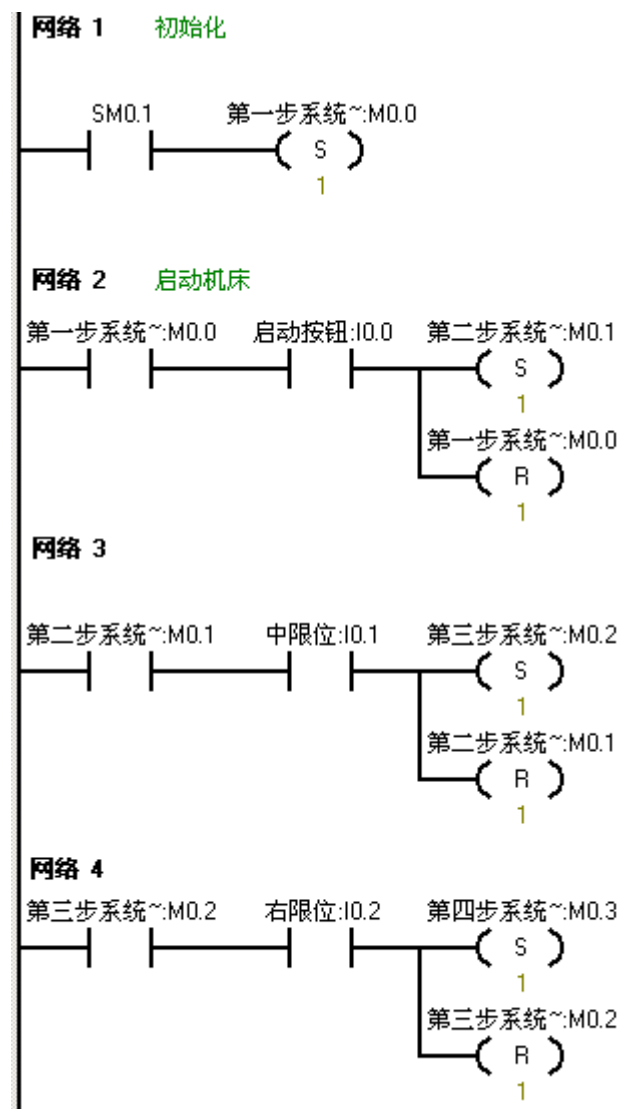 网络 1 初始化
SM0.1 第一步系统~:M0.0
S
1
网络 2 启动机床
第一步系统~:M0.0 启动按钮:I0.0 第二步系统~:M0.1
S
1
第一步系统~:M0.0
R
1
网络 3
第二步系统~:M0.1 中限位:I0.1 第三步系统~:M0.2
S
1
第二步系统~:M0.1
R
1
网络 4
第三步系统~:M0.2 右限位:I0.2 第四步系统~:M0.3
S
1
第三步系统~:M0.2
R
1